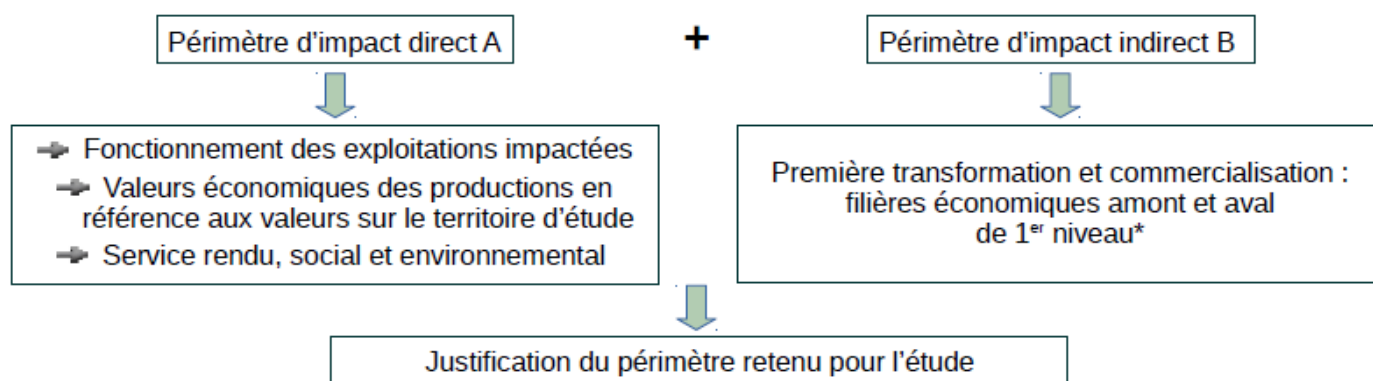 Périmètre d’impact direct A
+
Périmètre d’impact indirect B
Fonctionnement des exploitations impactées
Valeurs économiques des productions en
référence aux valeurs sur le territoire d’étude
Service rendu, social et environnemental
Première transformation et commercialisation :
filières économiques amont et aval
de 1er niveau*
Justification du périmètre retenu pour l’étude